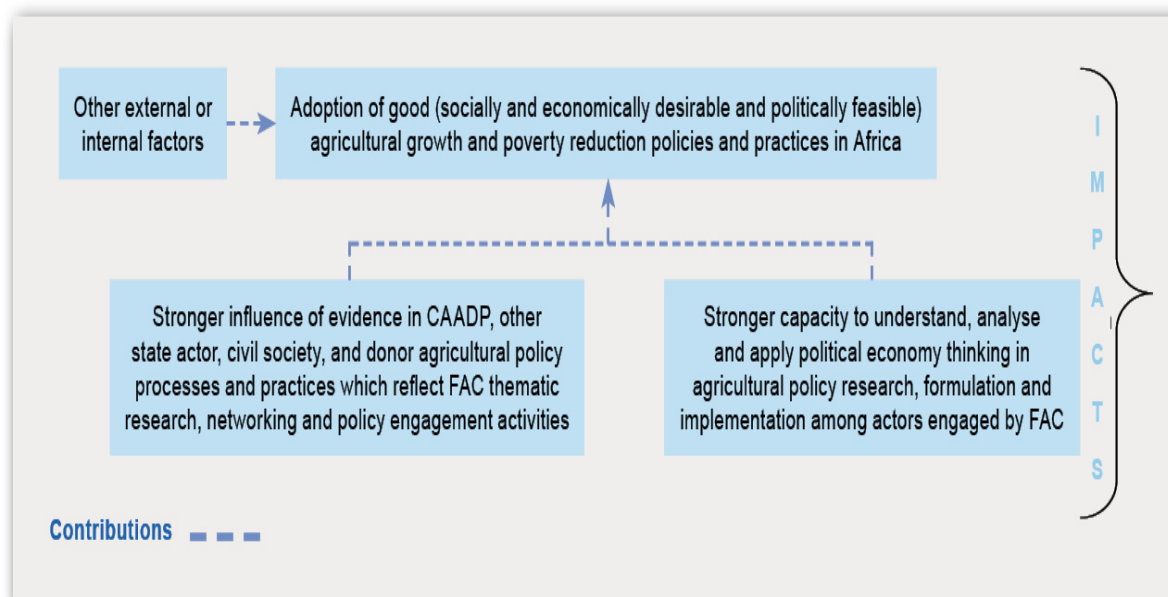 Other external or
internal factors
Adoption of good (socially and economically desirable and politically feasible)
agricultural growth and poverty reduction policies and practices in Africa
Stronger influence of evidence in CAADP, other
state actor, civil society, and donor agricultural policy
processes and practices which reflect FAC thematic
research, networking and policy engagement activities
Stronger capacity to understand, analyse
and apply political economy thinking in
agricultural policy research, formulation and
implementation among actors engaged by FAC
I
M
P
A
C
T
S
Contributions